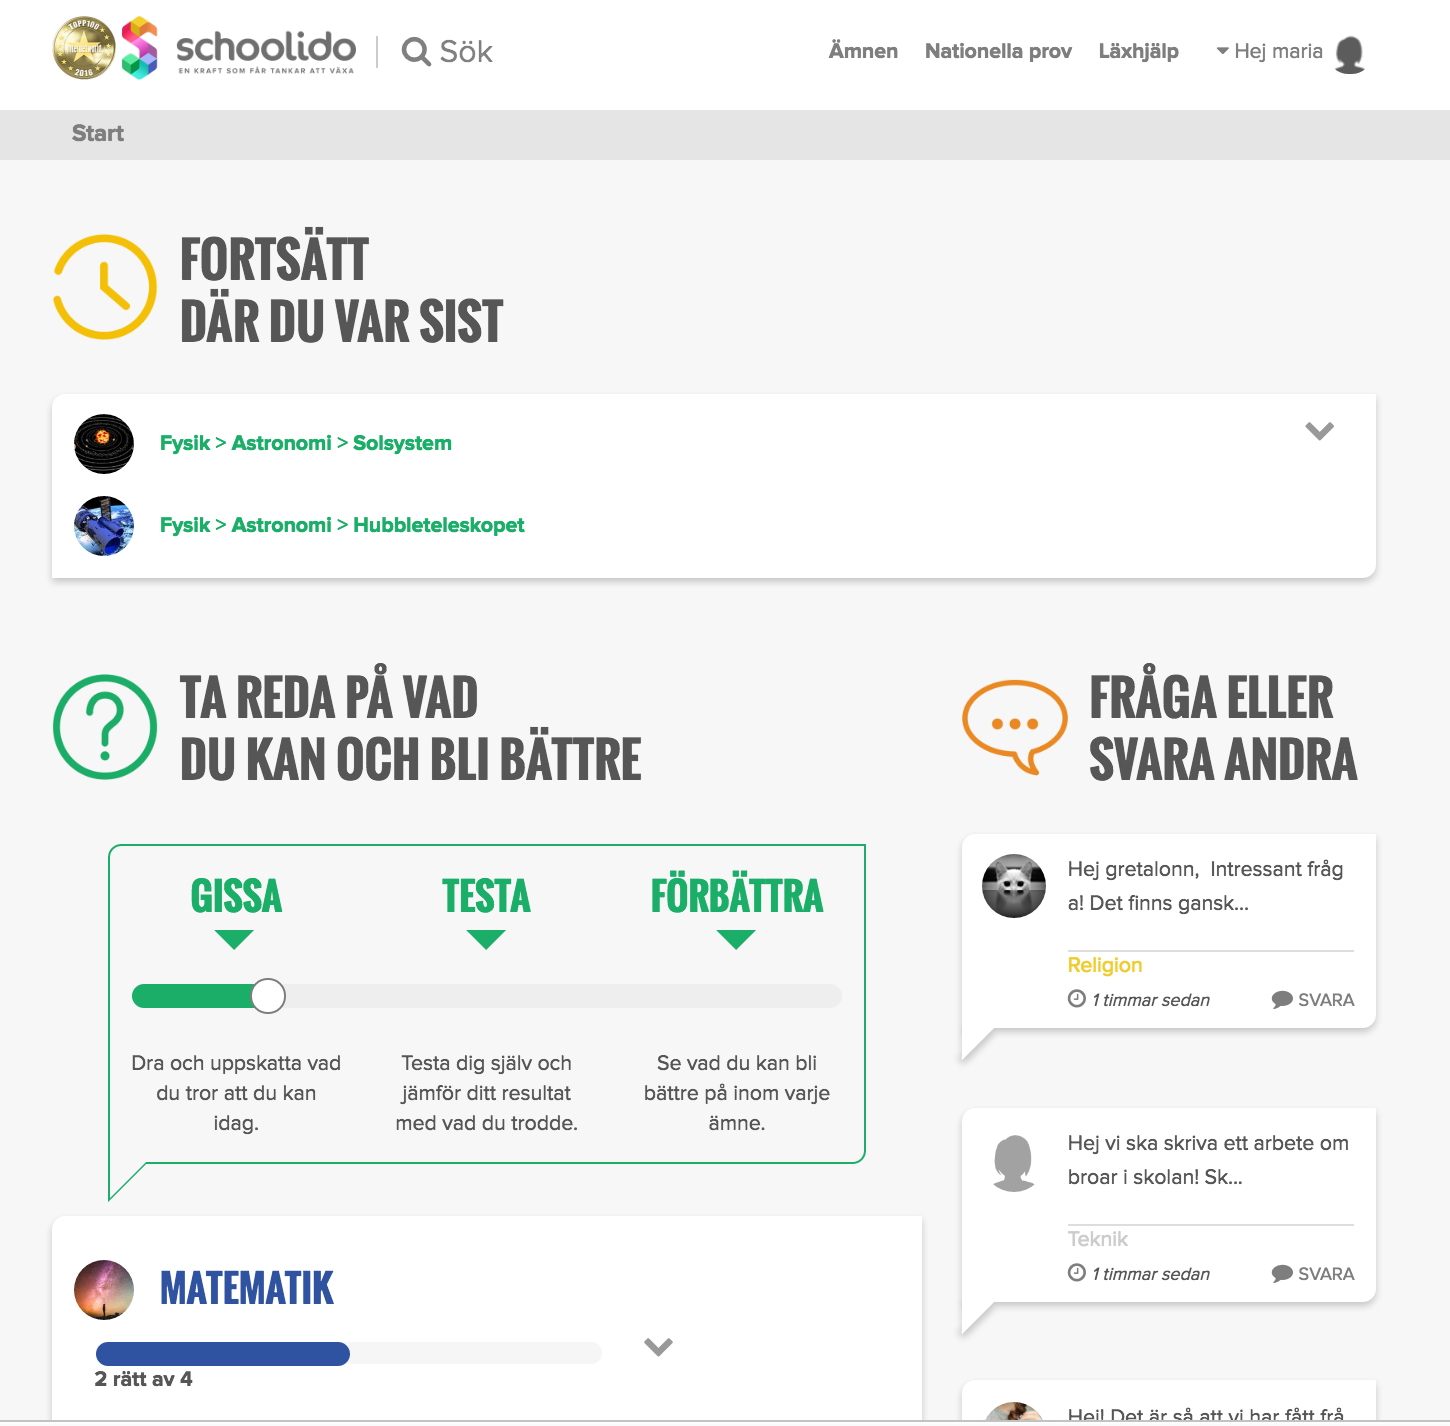 TOPP100
2016
schoolido
EN KRAFT SOM FÅR TANKAR ATT VÄXA
Sök
Ämnen
Nationella prov
Läxhjälp
Hej maria
Start
FORTSÄTT
DÄR DU VAR SIST
Fysik > Astronomi > Solsystem
Fysik > Astronomi > Hubbleteleskopet
TA REDA PÅ VAD
DU KAN OCH BLI BÄTTRE
GISSA
TESTA
FÖRBÄTTRA
Dra och uppskatta vad
du tror att du kan
idag.
Testa dig själv och
jämför ditt resultat
med vad du trodde.
Se vad du kan bli
bättre på inom varje
ämne.
MATEMATIK
2 rätt av 4
FRÅGA ELLER
SVARA ANDRA
Hej gretalonn,  Intressant fråg
a! Det finns gansk...
Religion
1 timmar sedan
SVARA
Hej vi ska skriva ett arbete om
broar i skolan! Sk...
Teknik
1 timmar sedan
SVARA
Hej! Det är så att vi har fått frå